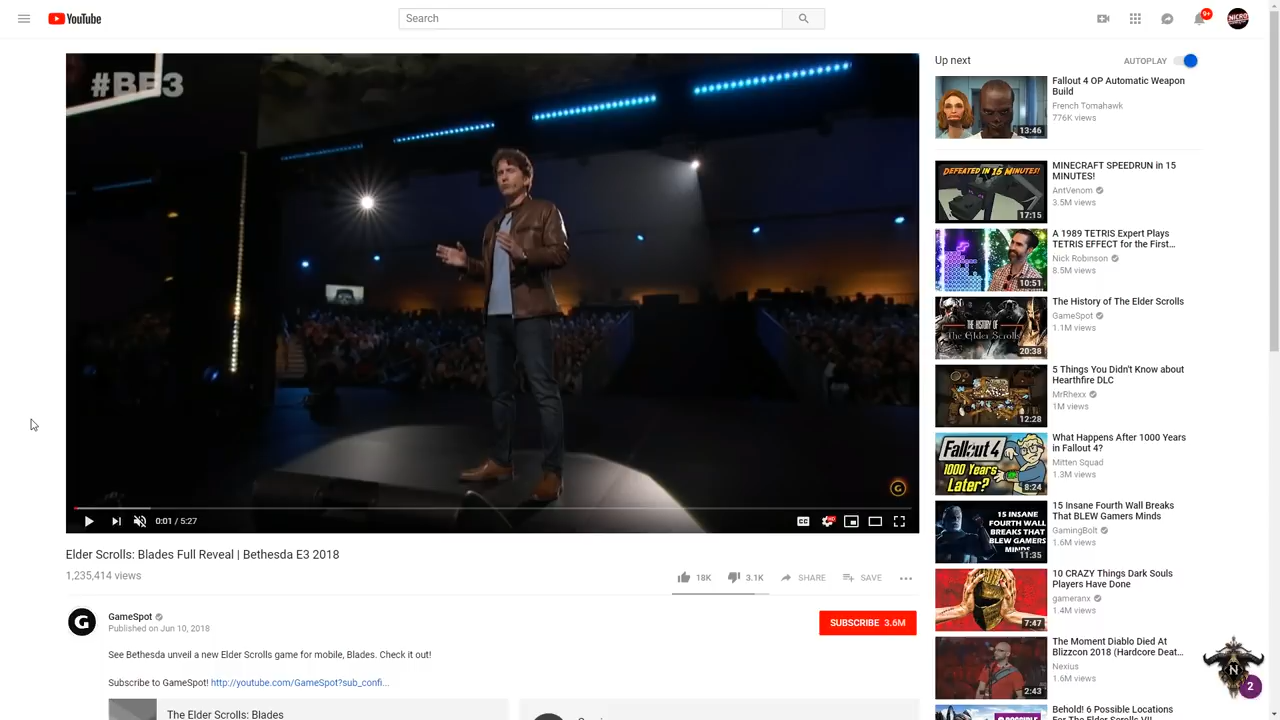 YouTube
Search
9+
#BE3
0:01 / 5:27
HD
Elder Scrolls: Blades Full Reveal | Bethesda E3 2018
1,235,414 views
18K
3.1K
SHARE
SAVE
GameSpot
Published on Jun 10, 2018
SUBSCRIBE 3.6M
See Bethesda unveil a new Elder Scrolls game for mobile, Blades. Check it out!
Subscribe to GameSpot! http://youtube.com/GameSpot?sub_confi...
The Elder Scrolls: Blades
Up next
AUTOPLAY
Fallout 4 OP Automatic Weapon
Build
French Tomahawk
776K views
13:46
MINECRAFT SPEEDRUN in 15
MINUTES!
AntVenom
3.5M views
DEFEATED IN 15 MINUTES!
17:15
A 1989 TETRIS Expert Plays
TETRIS EFFECT for the First...
Nick Robinson
8.5M views
10:51
The History of The Elder Scrolls
GameSpot
1.1M views
THE HISTORY OF
The Elder Scrolls
20:38
5 Things You Didn't Know about
Hearthfire DLC
MrRhexx
1M views
12:28
What Happens After 1000 Years
in Fallout 4?
Mitten Squad
1.3M views
Fallout 4
1000 Years
Later?
8:24
15 Insane Fourth Wall Breaks
That BLEW Gamers Minds
GamingBolt
1.6M views
15 INSANE
FOURTH WALL
BREAKS THAT
BLEW GAMERS
MINDS
11:35
10 CRAZY Things Dark Souls
Players Have Done
gameranx
1.4M views
7:47
The Moment Diablo Died At
Blizzcon 2018 (Hardcore Deat...
Nexius
1.6M views
2:43
Behold! 6 Possible Locations
For The Elder Scrolls VII
N
2